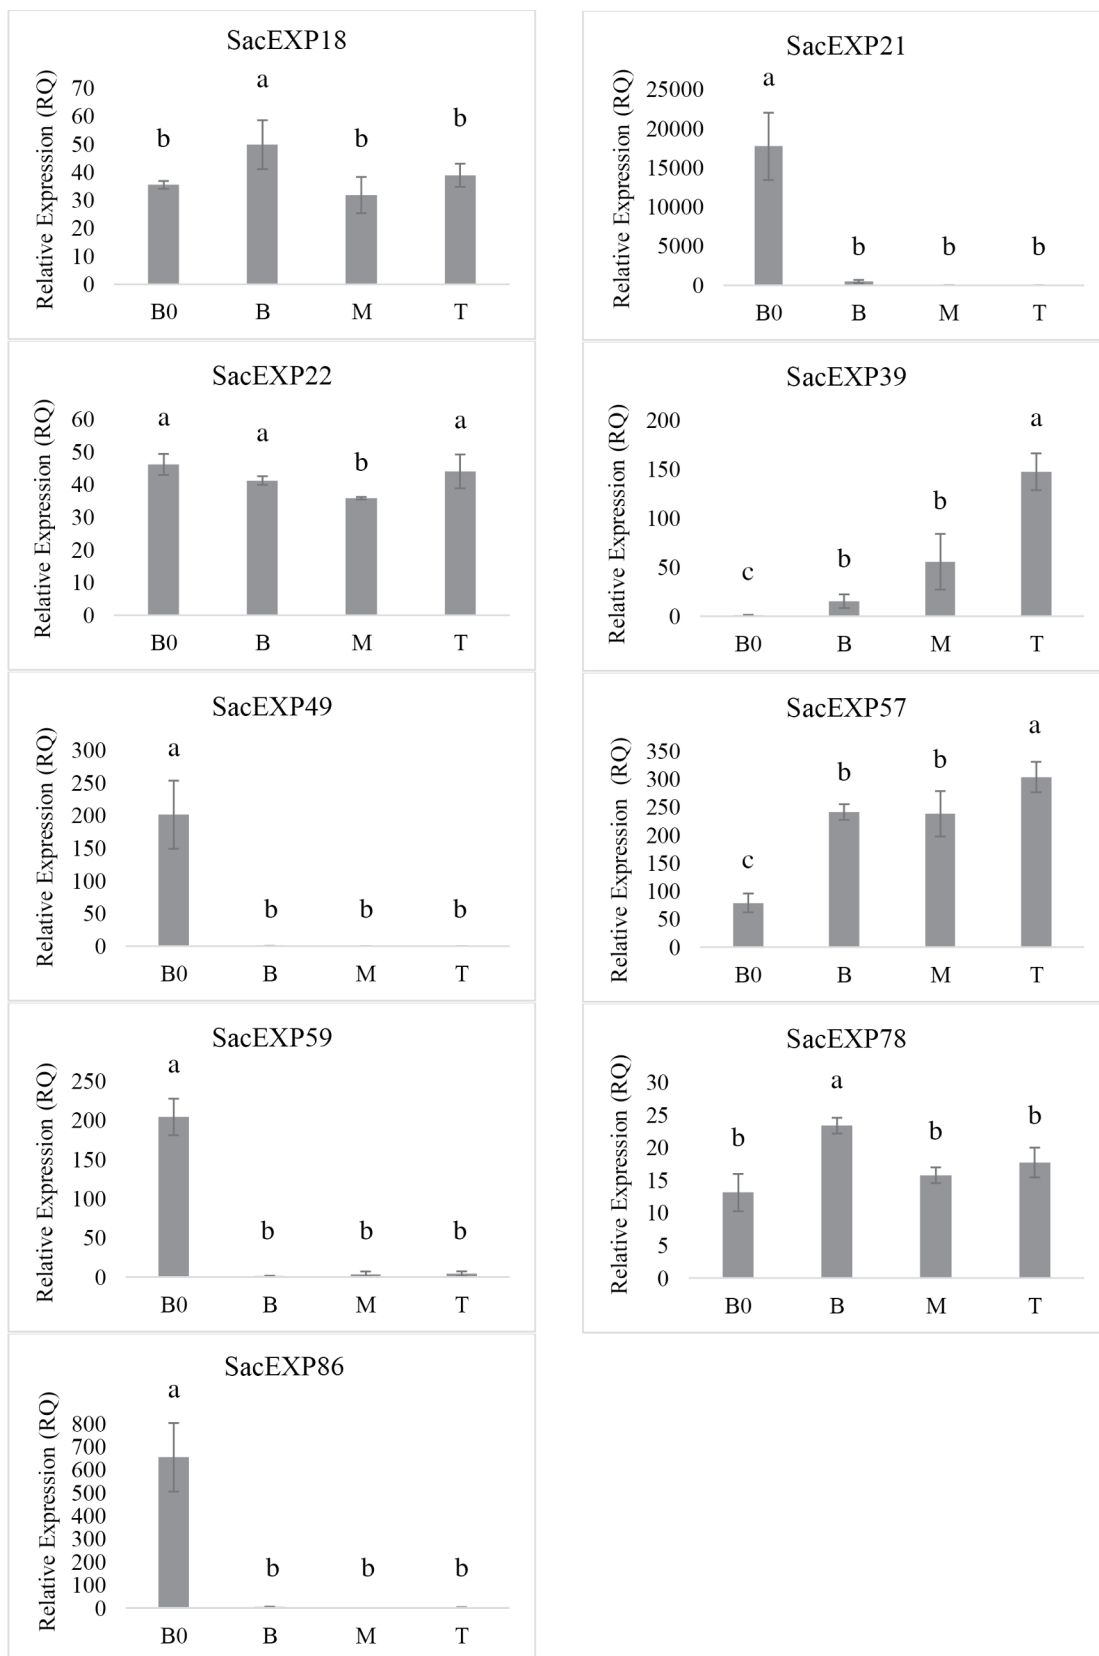 SacEXP18
Relative Expression (RQ)
70
60
50
40
30
20
10
0
b
a
b
b
B0 B M T
SacEXP21
Relative Expression (RQ)
25000
20000
15000
10000
5000
0
a
b b b
B0 B M T
SacEXP22
Relative Expression (RQ)
60
50
40
30
20
10
0
a
a
b
a
B0 B M T
SacEXP39
Relative Expression (RQ)
200
150
100
50
0
c
b
b
a
B0 B M T
SacEXP49
Relative Expression (RQ)
300
250
200
150
100
50
0
a
b b b
B0 B M T
SacEXP57
Relative Expression (RQ)
350
300
250
200
150
100
50
0
c
b
b
a
B0 B M T
SacEXP59
Relative Expression (RQ)
250
200
150
100
50
0
a
b b b
B0 B M T
SacEXP78
Relative Expression (RQ)
30
25
20
15
10
5
0
b
a
b
b
B0 B M T
SacEXP86
Relative Expression (RQ)
800
700
600
500
400
300
200
100
0
a
b b b
B0 B M T